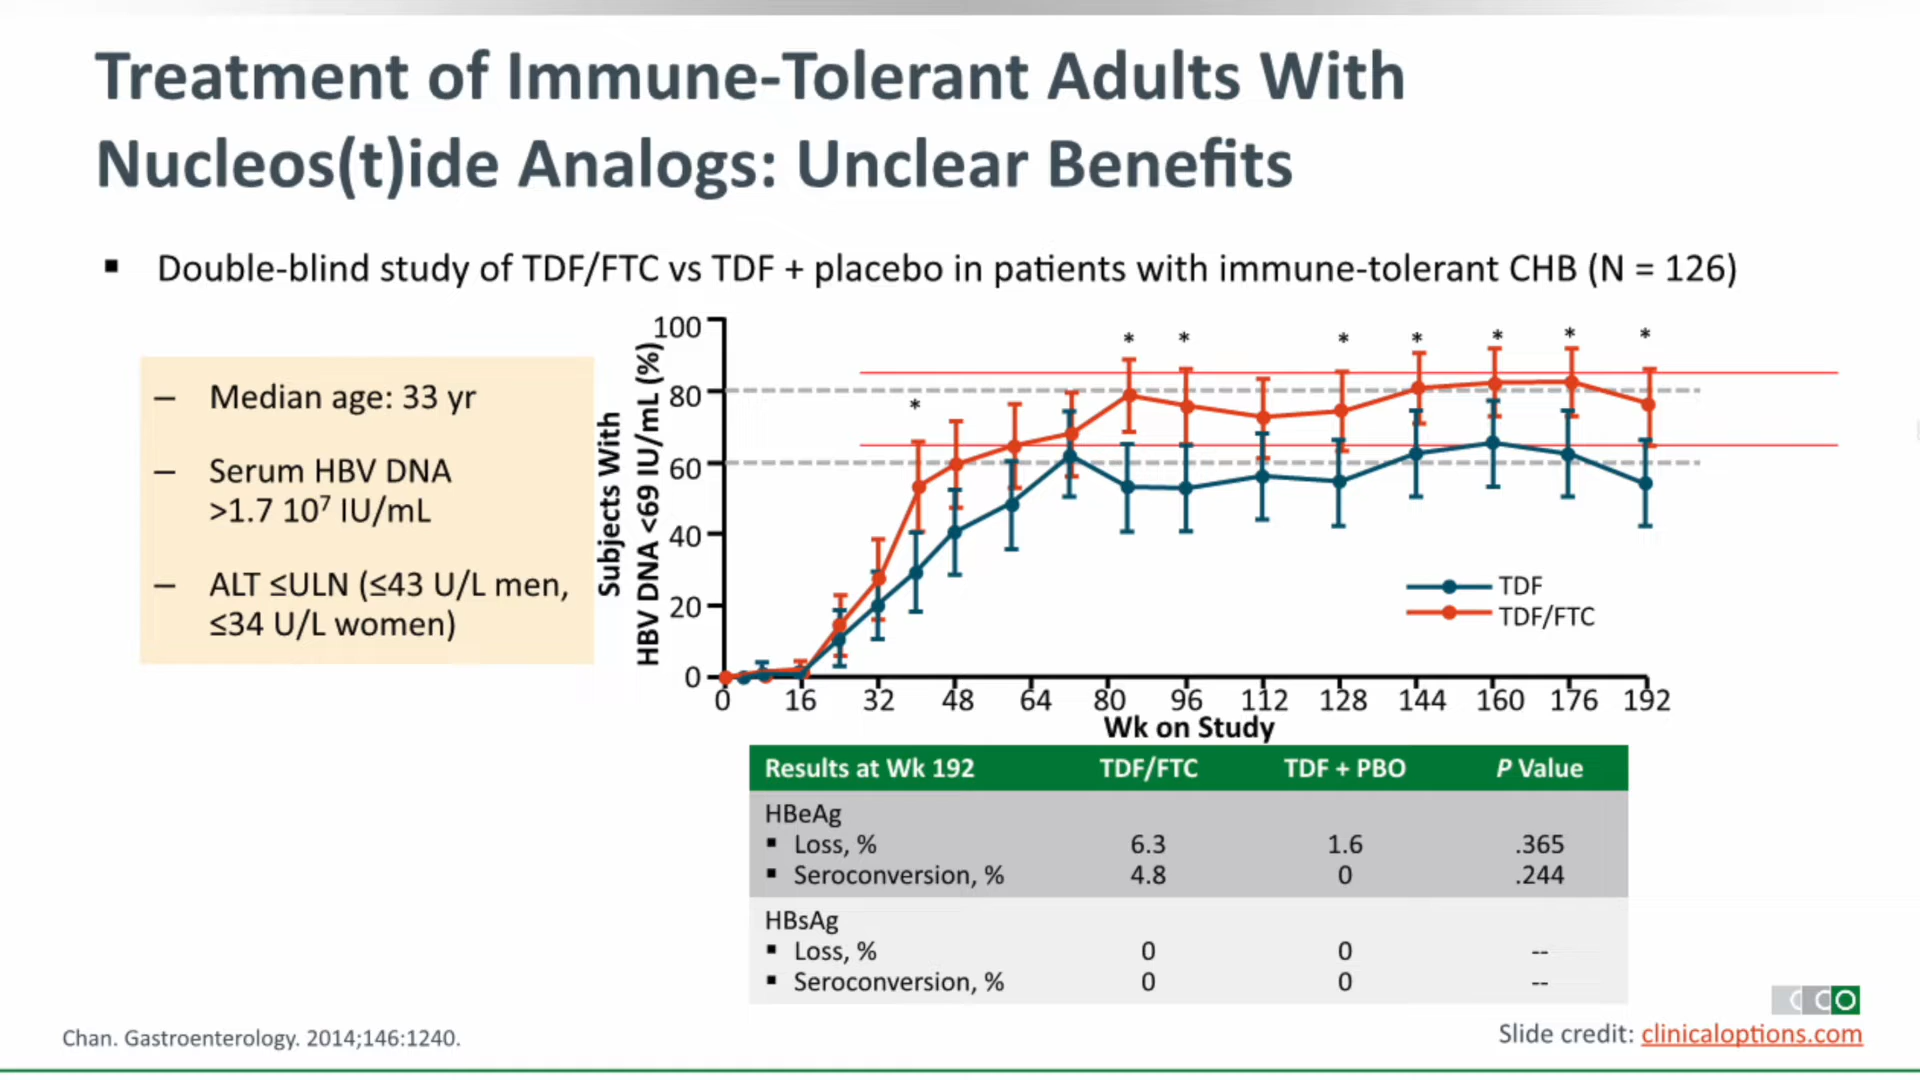 Treatment of Immune-Tolerant Adults With
Nucleos(t)ide Analogs: Unclear Benefits
▪ Double-blind study of TDF/FTC vs TDF + placebo in patients with immune-tolerant CHB (N = 126)
– Median age: 33 yr
– Serum HBV DNA
>1.7 10⁷ IU/mL
– ALT ≤ULN (≤43 U/L men,
≤34 U/L women)
Subjects With
HBV DNA <69 IU/mL (%)
100
80
60
40
20
0
* * * * * * * *
TDF
TDF/FTC
0 16 32 48 64 80 96 112 128 144 160 176 192
Wk on Study
Results at Wk 192 TDF/FTC TDF + PBO P Value
HBeAg
▪ Loss, % 6.3 1.6 .365
▪ Seroconversion, % 4.8 0 .244
HBsAg
▪ Loss, % 0 0 --
▪ Seroconversion, % 0 0 --
CCO
Chan. Gastroenterology. 2014;146:1240.
Slide credit: clinicaloptions.com